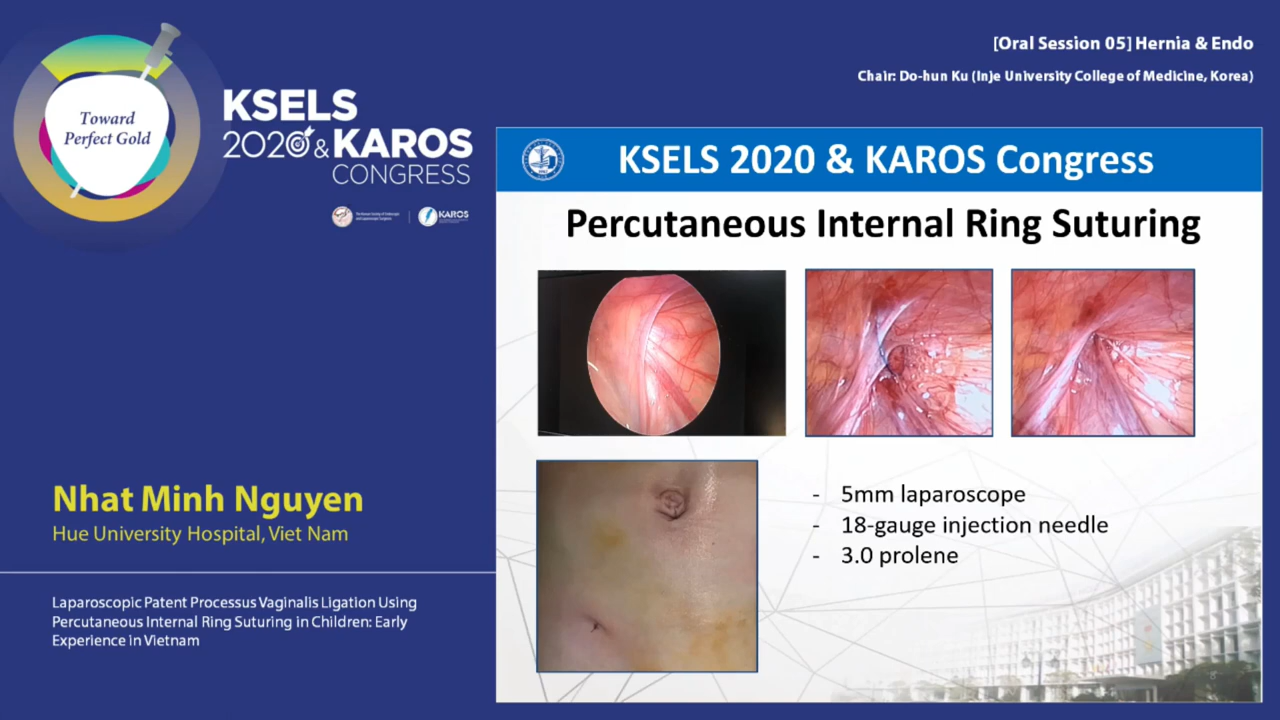 Toward
Perfect Gold
KSELS
2020 & KAROS
CONGRESS
KAROS
[Oral Session 05] Hernia & Endo
Chair: Do-hun Ku (Inje University College of Medicine, Korea)
KSELS 2020 & KAROS Congress
Percutaneous Internal Ring Suturing
- 5mm laparoscope
- 18-gauge injection needle
- 3.0 prolene
Nhat Minh Nguyen
Hue University Hospital, Viet Nam
Laparoscopic Patent Processus Vaginalis Ligation Using
Percutaneous Internal Ring Suturing in Children: Early
Experience in Vietnam